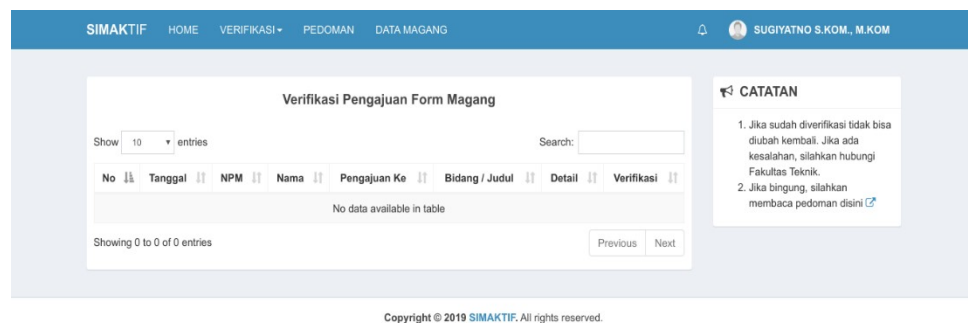 SIMAKTIF HOME VERIFIKASI PEDOMAN DATA MAGANG SUGIYATNO S.KOM., M.KOM
Verifikasi Pengajuan Form Magang
Show 10 entries Search:
No Tanggal NPM Nama Pengajuan Ke Bidang / Judul Detail Verifikasi
No data available in table
Showing 0 to 0 of 0 entries Previous Next
CATATAN
1. Jika sudah diverifikasi tidak bisa
diubah kembali. Jika ada
kesalahan, silahkan hubungi
Fakultas Teknik.
2. Jika bingung, silahkan
membaca pedoman disini
Copyright © 2019 SIMAKTIF. All rights reserved.